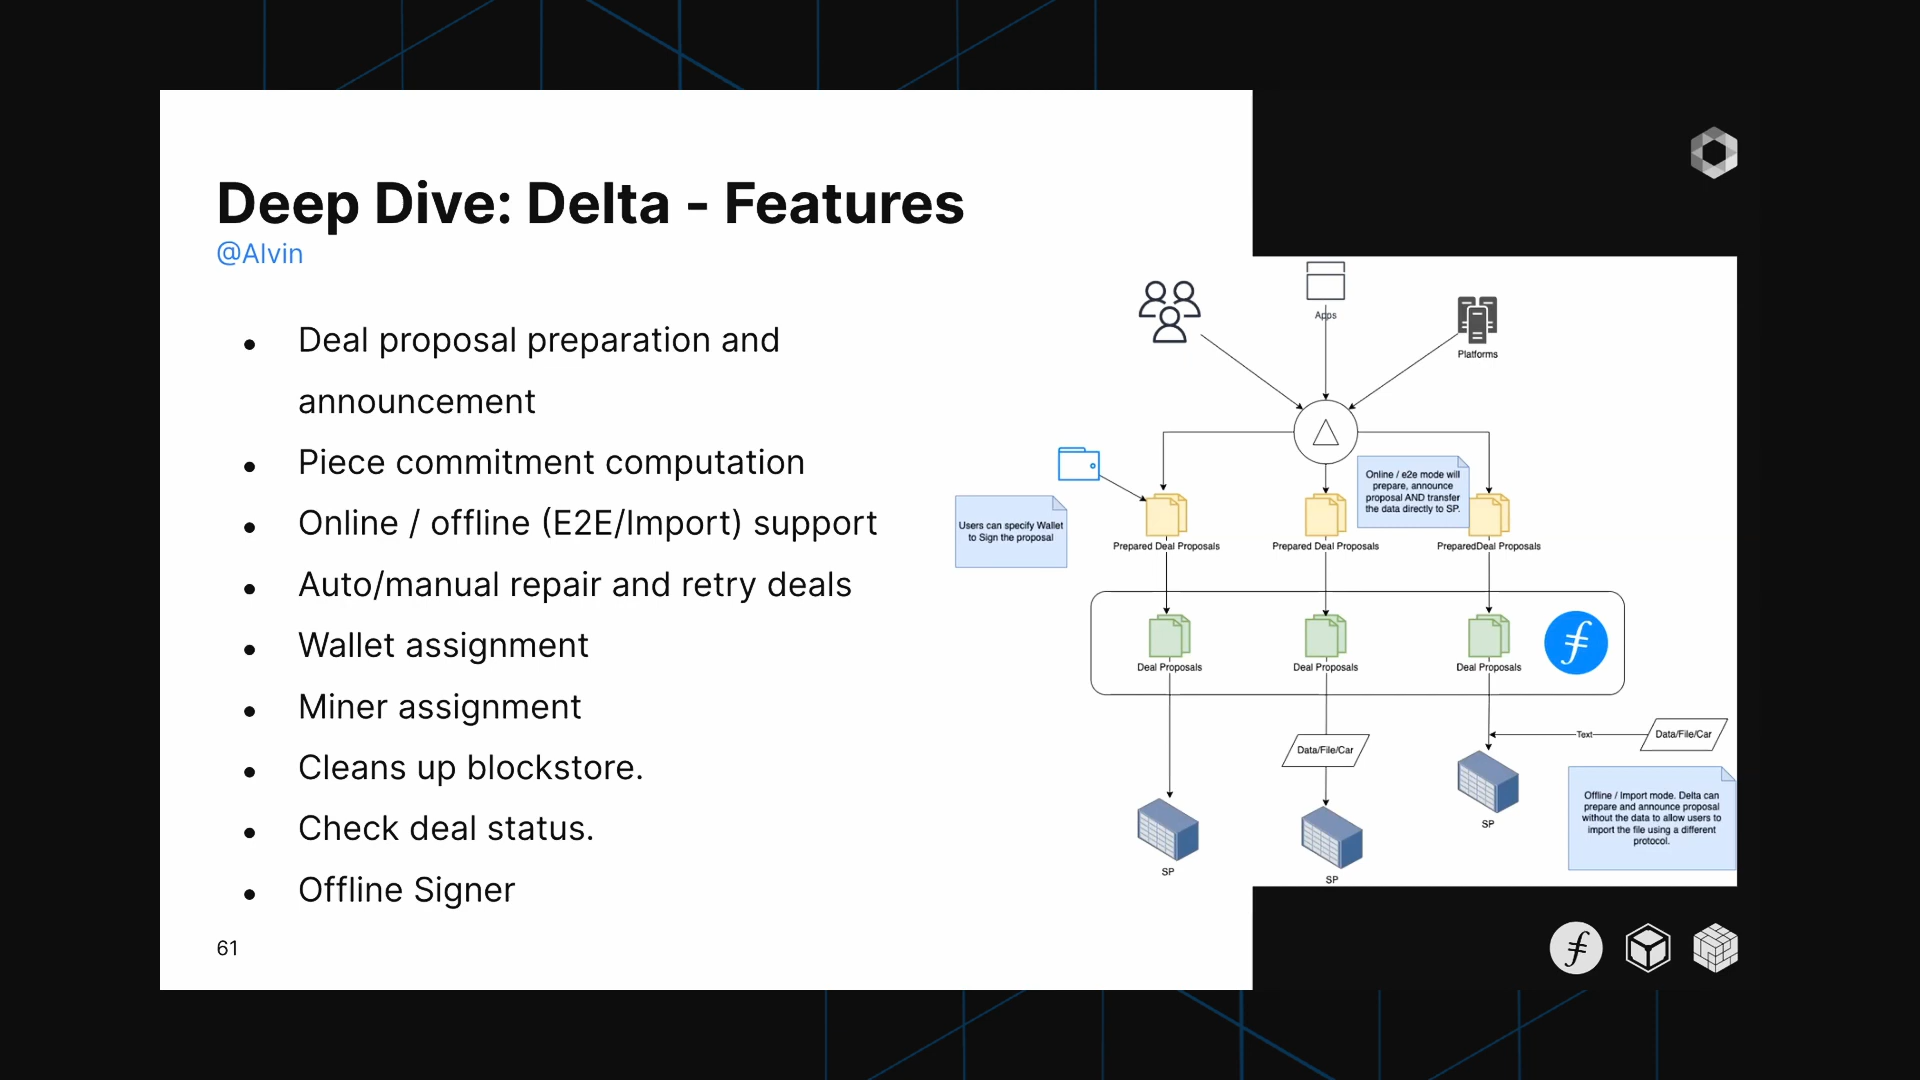 Deep Dive: Delta - Features
@Alvin
● Deal proposal preparation and
announcement
● Piece commitment computation
● Online / offline (E2E/Import) support
● Auto/manual repair and retry deals
● Wallet assignment
● Miner assignment
● Cleans up blockstore.
● Check deal status.
● Offline Signer
61
Apps
Platforms
Users can specify Wallet
to Sign the proposal
Online / e2e mode will
prepare, announce
proposal AND transfer
the data directly to SP.
Prepared Deal Proposals
Prepared Deal Proposals
PreparedDeal Proposals
Deal Proposals
Deal Proposals
Deal Proposals
Data/File/Car
Text
Data/File/Car
SP
SP
SP
Offline / Import mode. Delta can
prepare and announce proposal
without the data to allow users to
import the file using a different
protocol.